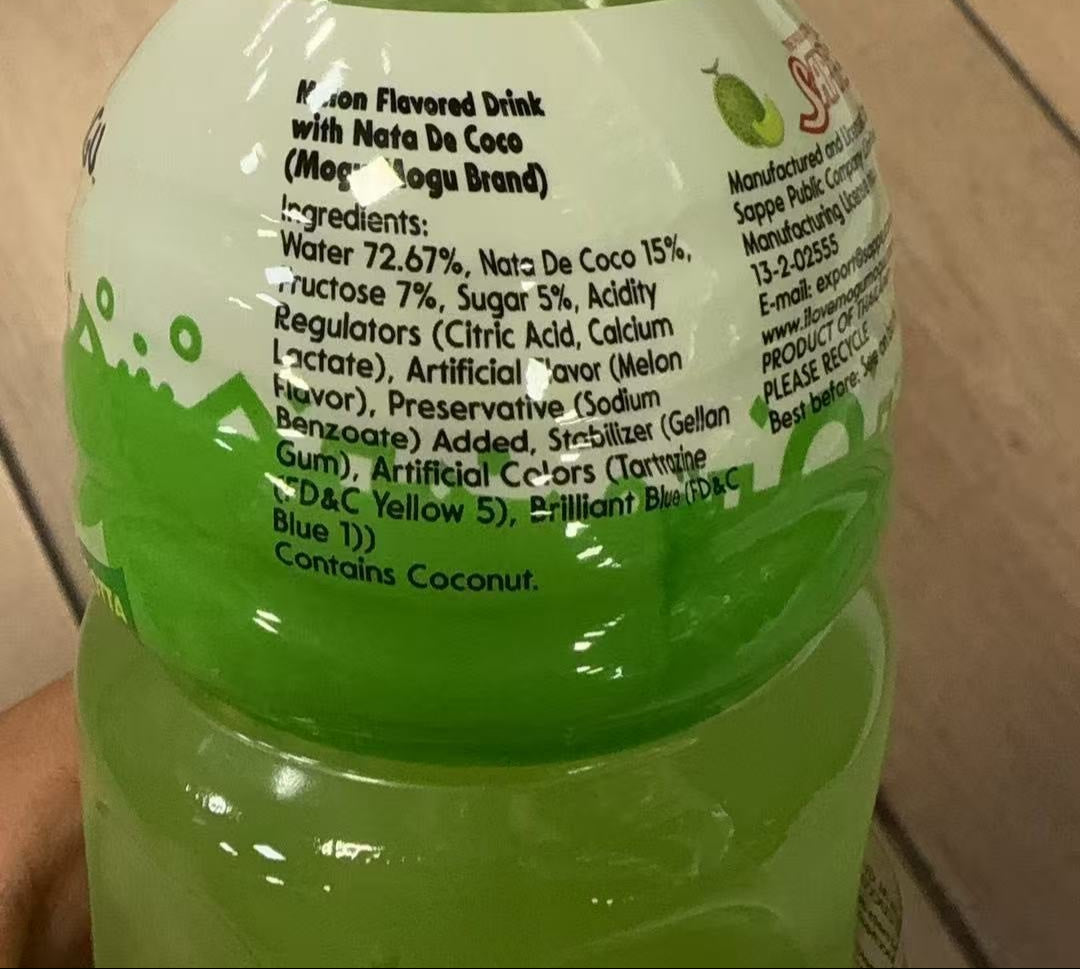 Melon Flavored Drink
with Nata De Coco
(Mogu Mogu Brand)
Ingredients:
Water 72.67%, Nata De Coco 15%,
Fructose 7%, Sugar 5%, Acidity
Regulators (Citric Acid, Calcium
Lactate), Artificial Flavor (Melon
Flavor), Preservative (Sodium
Benzoate) Added, Stabilizer (Gellan
Gum), Artificial Colors (Tartrazine
(FD&C Yellow 5), Brilliant Blue (FD&C
Blue 1))
Contains Coconut.
Manufactured and
Sappe Public Company
Manufacturing License
13-2-02555
E-mail:
PRODUCT OF
PLEASE RECYCLE
Best before: